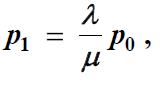 p₁ = λ/μ p₀ ,